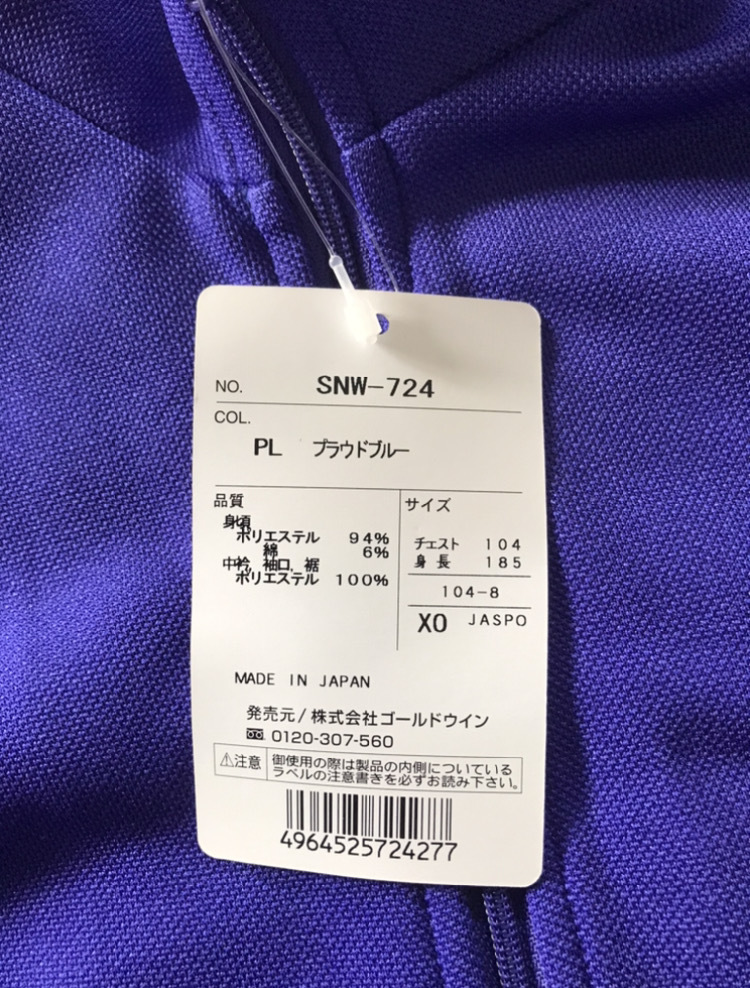 NO. SNW-724
COL.
PL プラウドブルー
品質
身頃
ポリエステル 94%
綿 6%
中衿, 袖口, 裾
ポリエステル 100%
サイズ
チェスト 104
身長 185
104-8
XO JASPO
MADE IN JAPAN
発売元/株式会社ゴールドウイン
0120-307-560
⚠注意 御使用の際は製品の内側についている
ラベルの注意書きを必ずお読み下さい。
4964525724277